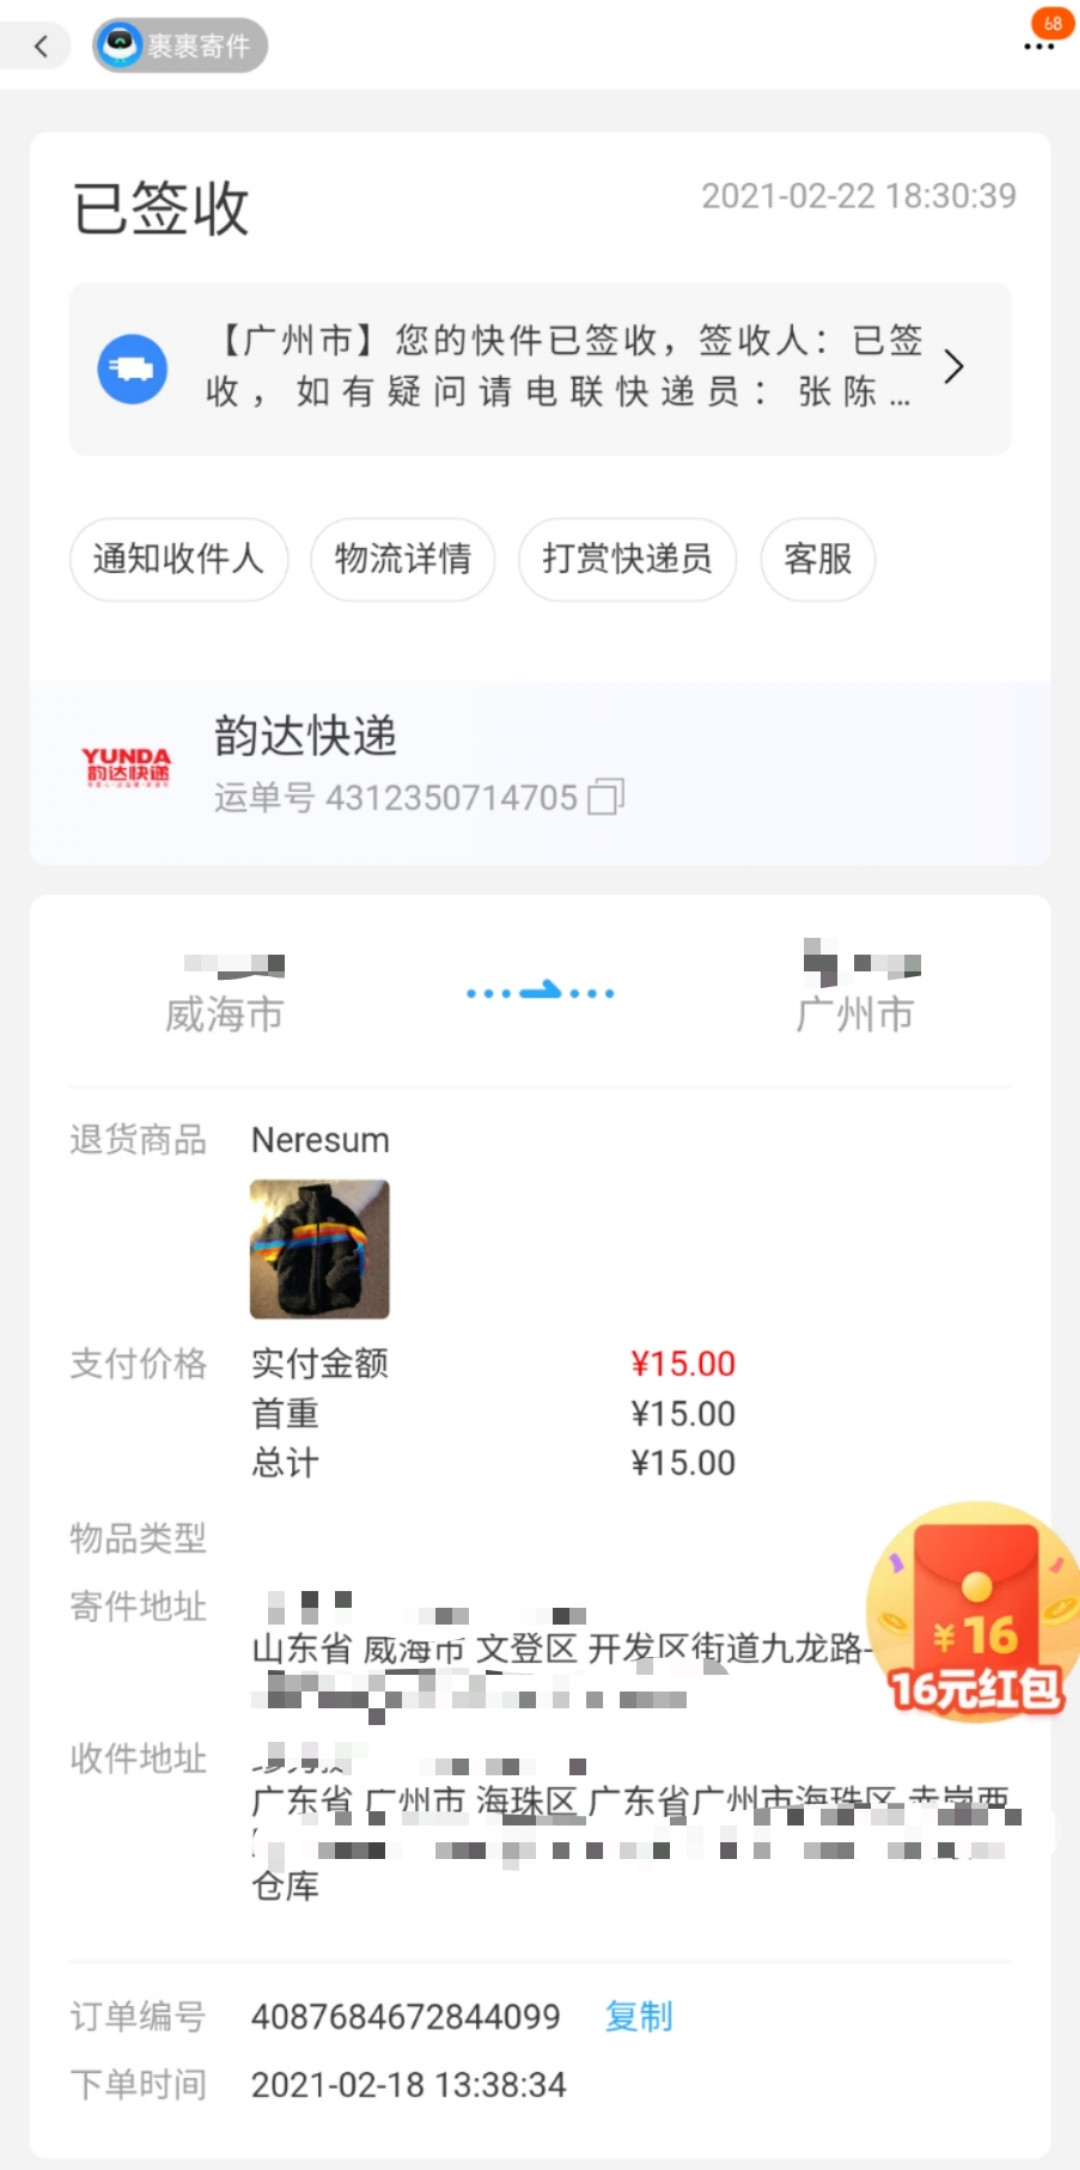 裹裹寄件
68
已签收
2021-02-22 18:30:39
【广州市】您的快件已签收，签收人：已签
收，如有疑问请电联快递员：张陈...
通知收件人
物流详情
打赏快递员
客服
YUNDA
韵达快递
韵达快递
运单号 4312350714705
威海市
广州市
退货商品
Neresum
支付价格
实付金额 ¥15.00
首重 ¥15.00
总计 ¥15.00
物品类型
寄件地址
山东省 威海市 文登区 开发区街道九龙路-
¥16
16元红包
收件地址
广东省 广州市 海珠区 广东省广州市海珠区
仓库
订单编号 4087684672844099 复制
下单时间 2021-02-18 13:38:34